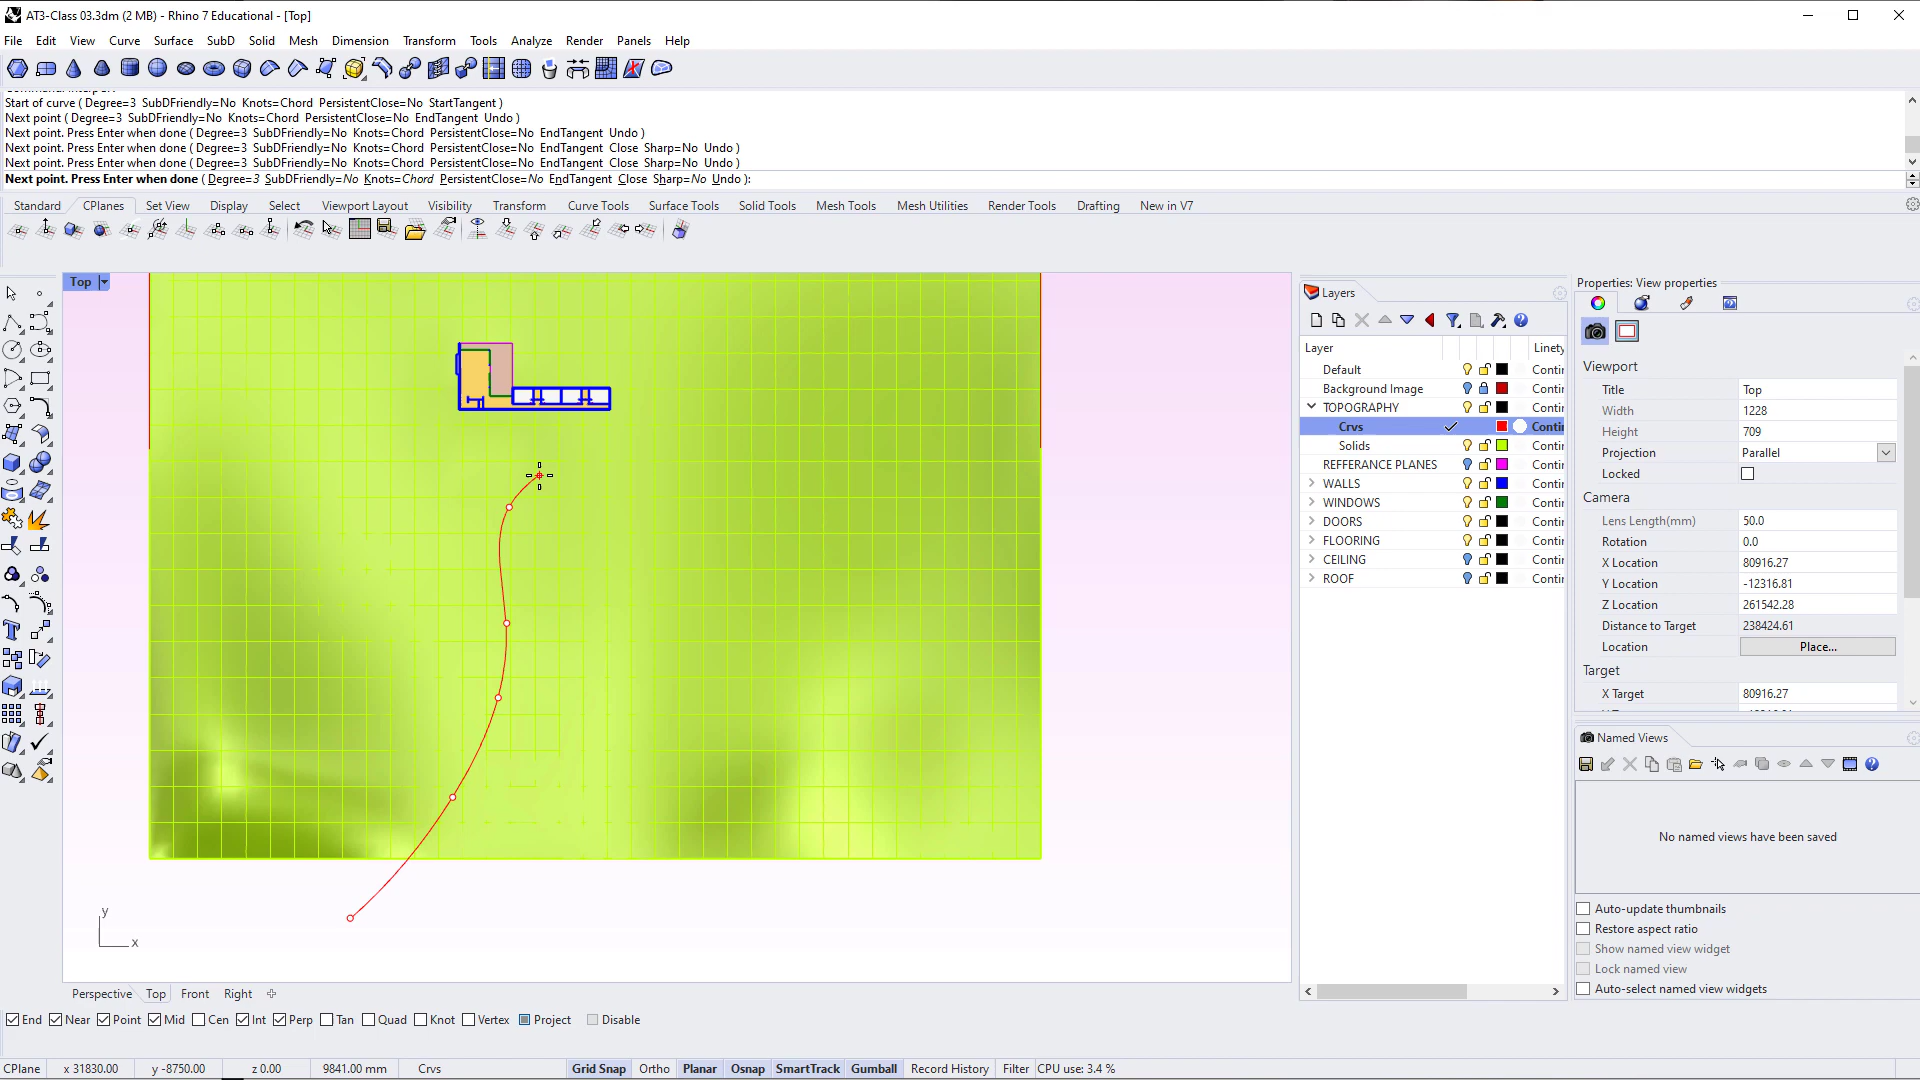 AT3-Class 03.3dm (2 MB) - Rhino 7 Educational - [Top]
File Edit View Curve Surface SubD Solid Mesh Dimension Transform Tools Analyze Render Panels Help
Start of curve ( Degree=3 SubDFriendly=No Knots=Chord PersistentClose=No StartTangent )
Next point ( Degree=3 SubDFriendly=No Knots=Chord PersistentClose=No EndTangent Undo )
Next point. Press Enter when done ( Degree=3 SubDFriendly=No Knots=Chord PersistentClose=No EndTangent Undo )
Next point. Press Enter when done ( Degree=3 SubDFriendly=No Knots=Chord PersistentClose=No EndTangent Close Sharp=No Undo )
Next point. Press Enter when done ( Degree=3 SubDFriendly=No Knots=Chord PersistentClose=No EndTangent Close Sharp=No Undo )
Next point. Press Enter when done ( Degree=3 SubDFriendly=No Knots=Chord PersistentClose=No EndTangent Close Sharp=No Undo ):
Standard CPlanes Set View Display Select Viewport Layout Visibility Transform Curve Tools Surface Tools Solid Tools Mesh Tools Mesh Utilities Render Tools Drafting New in V7
Top
y
x
Perspective Top Front Right
Layers
Layer Linety
Default Contin
Background Image Contin
TOPOGRAPHY Contin
Crvs Contin
Solids Contin
REFFERANCE PLANES Contin
WALLS Contin
WINDOWS Contin
DOORS Contin
FLOORING Contin
CEILING Contin
ROOF Contin
Properties: View properties
Viewport
Title Top
Width 1228
Height 709
Projection Parallel
Locked
Camera
Lens Length(mm) 50.0
Rotation 0.0
X Location 80916.27
Y Location -12316.81
Z Location 261542.28
Distance to Target 238424.61
Location Place...
Target
X Target 80916.27
Named Views
No named views have been saved
Auto-update thumbnails
Restore aspect ratio
Show named view widget
Lock named view
Auto-select named view widgets
End Near Point Mid Cen Int Perp Tan Quad Knot Vertex Project Disable
CPlane x 31830.00 y -8750.00 z 0.00 9841.00 mm Crvs Grid Snap Ortho Planar Osnap SmartTrack Gumball Record History Filter CPU use: 3.4 %